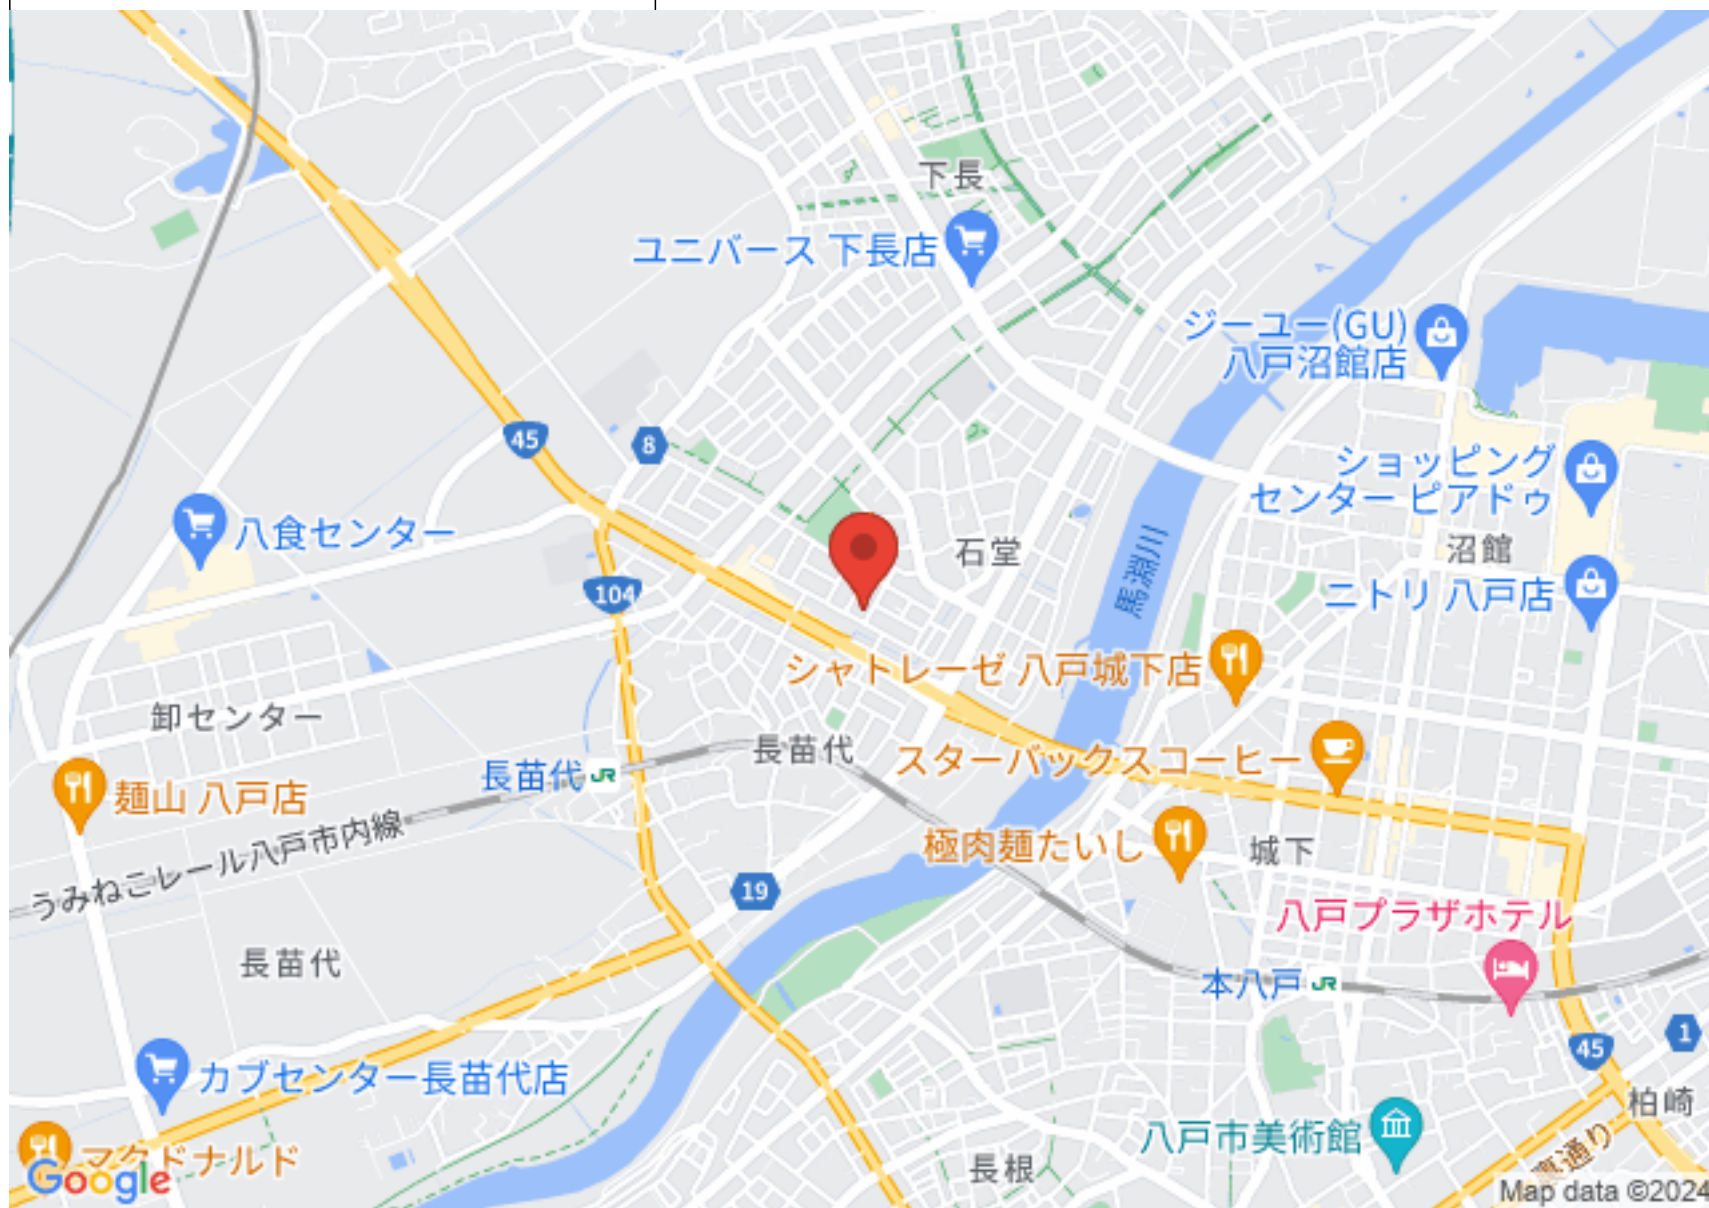 下長
ユニバース 下長店
ジーユー(GU)
八戸沼館店
45
8
ショッピング
センター ピアドゥ
八食センター
石堂
沼館
馬淵川
104
ニトリ 八戸店
シャトレーゼ 八戸城下店
卸センター
長苗代
長苗代
スターバックスコーヒー
麺山 八戸店
うみねこレール八戸市内線
極肉麺たいし
城下
19
八戸プラザホテル
長苗代
本八戸
45
1
カブセンター長苗代店
柏崎
八戸市美術館
マクドナルド
長根
通り
Google
Map data ©2024